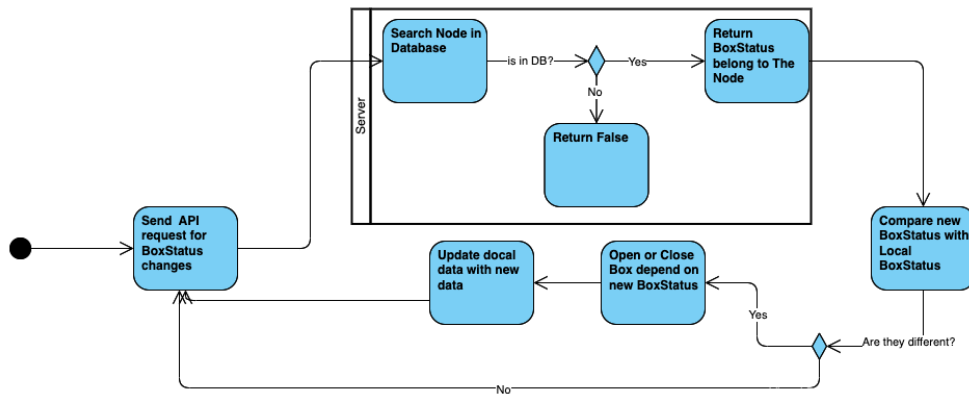 Search Node in
Database
is in DB?
Yes
Return
BoxStatus
belong to The
Node
No
Return False
Server
Send API
request for
BoxStatus
changes
Update docal
data with new
data
Open or Close
Box depend on
new BoxStatus
Compare new
BoxStatus with
Local
BoxStatus
Yes
Are they different?
No